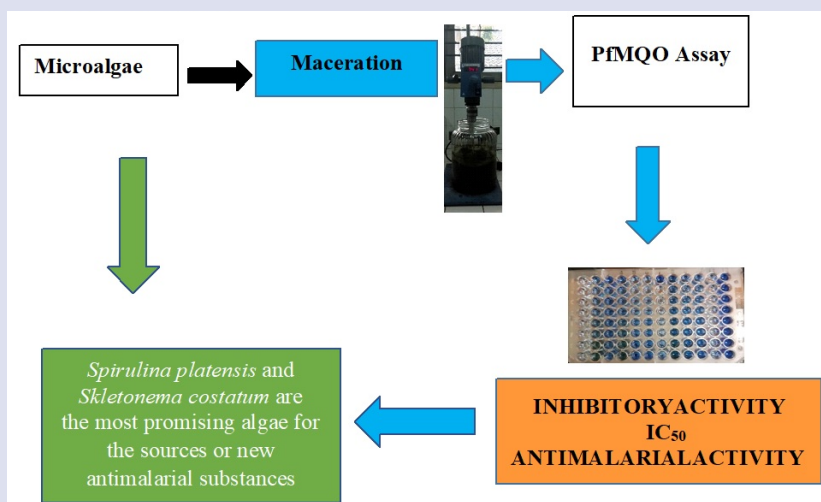 Microalgae
Maceration
PfMQO Assay
Spirulina platensis and
Skletonema costatum are
the most promising algae for
the sources or new
antimalarial substances
INHIBITORYACTIVITY
IC₅₀
ANTIMALARIALACTIVITY